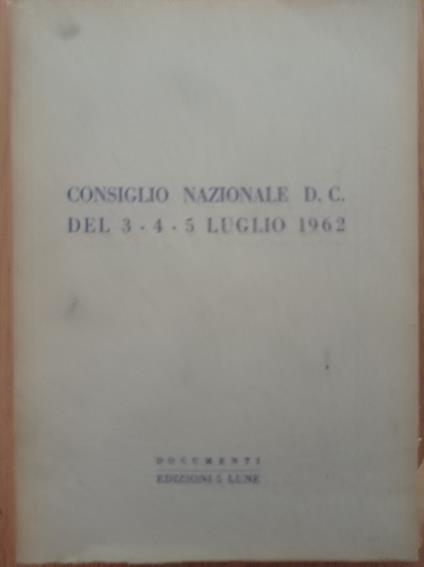 CONSIGLIO NAZIONALE D. C.
DEL 3 - 4 - 5 LUGLIO 1962
DOCUMENTI
EDIZIONI 5 LUNE